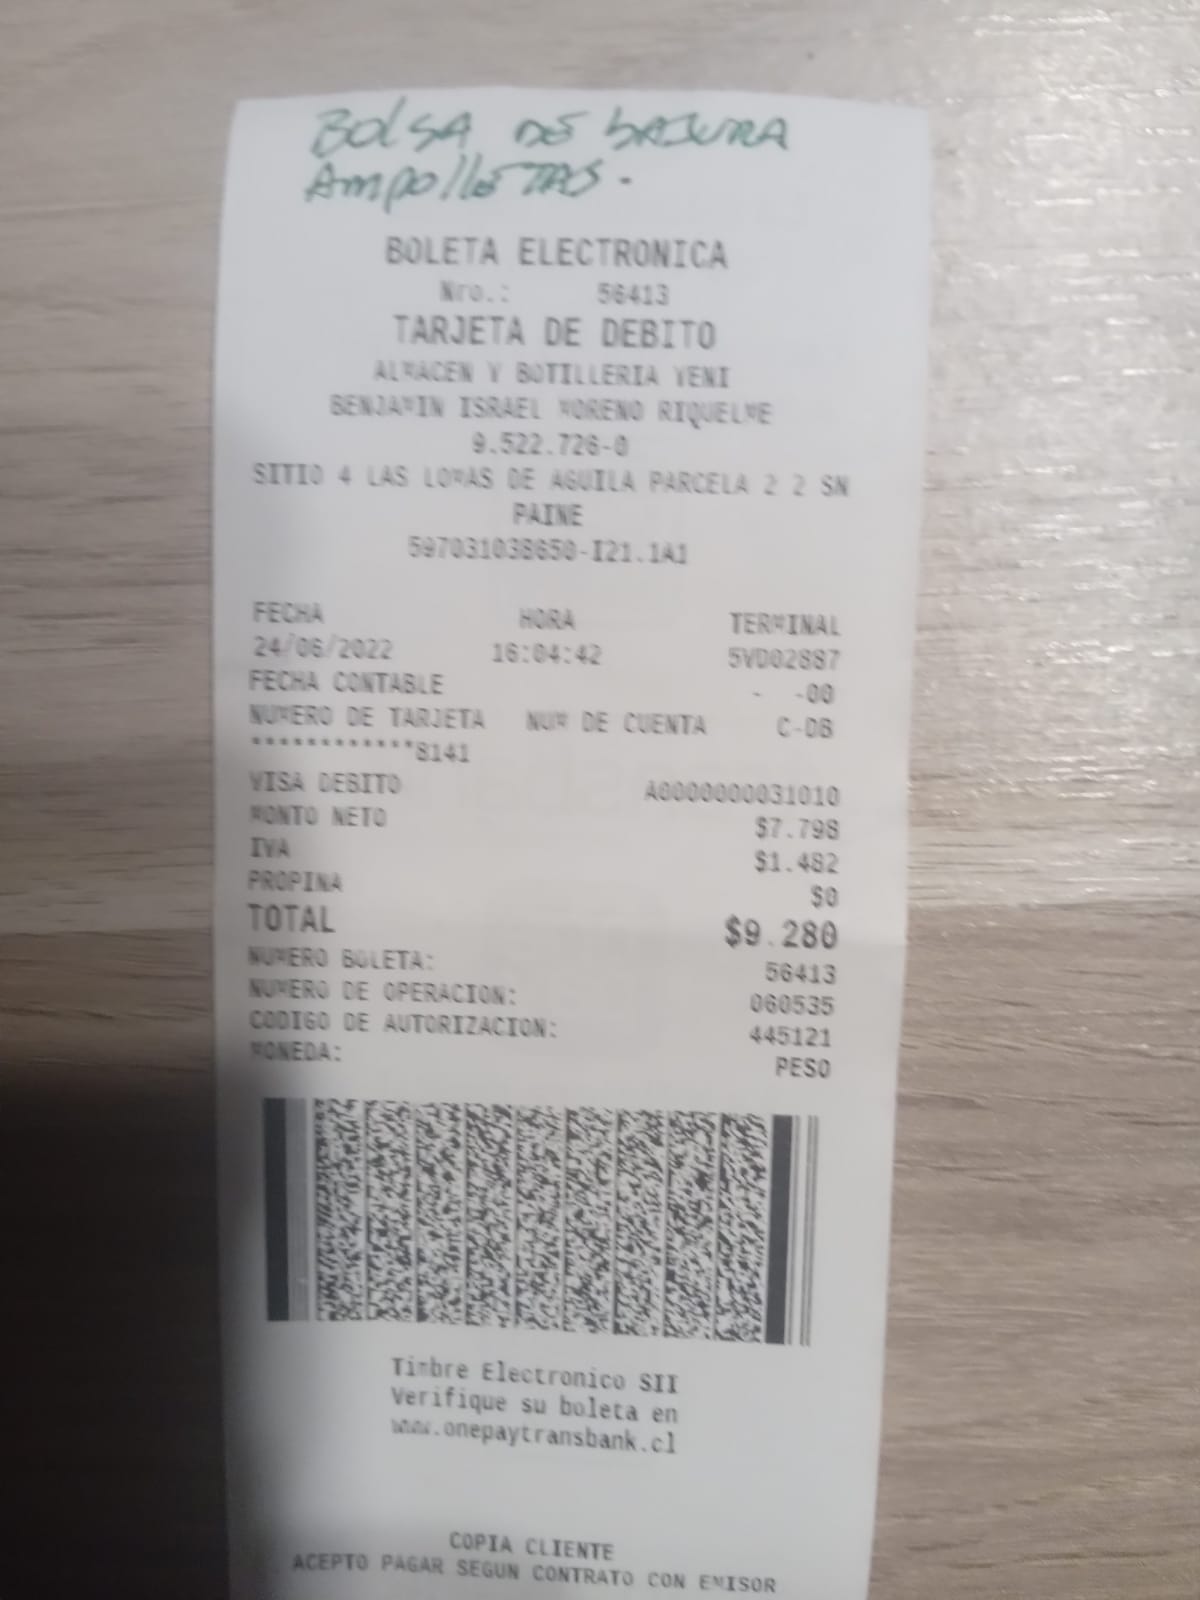 BOLSA DE BASURA
AMPOLLETAS.
BOLETA ELECTRONICA
Nro.: 56413
TARJETA DE DEBITO
ALMACEN Y BOTILLERIA YENI
BENJAMIN ISRAEL MORENO RIQUELME
9.522.726-0
SITIO 4 LAS LOMAS DE AGUILA PARCELA 2 2 SN
PAINE
597031038650-I21.1A1
FECHA HORA TERMINAL
24/06/2022 16:04:42 5VD02887
FECHA CONTABLE - -00
NUMERO DE TARJETA NUM DE CUENTA C-DB
************8141
VISA DEBITO A0000000031010
MONTO NETO $7.798
IVA $1.482
PROPINA $0
TOTAL $9.280
NUMERO BOLETA: 56413
NUMERO DE OPERACION: 060535
CODIGO DE AUTORIZACION: 445121
MONEDA: PESO
Timbre Electronico SII
Verifique su boleta en
www.onepaytransbank.cl
COPIA CLIENTE
ACEPTO PAGAR SEGUN CONTRATO CON EMISOR